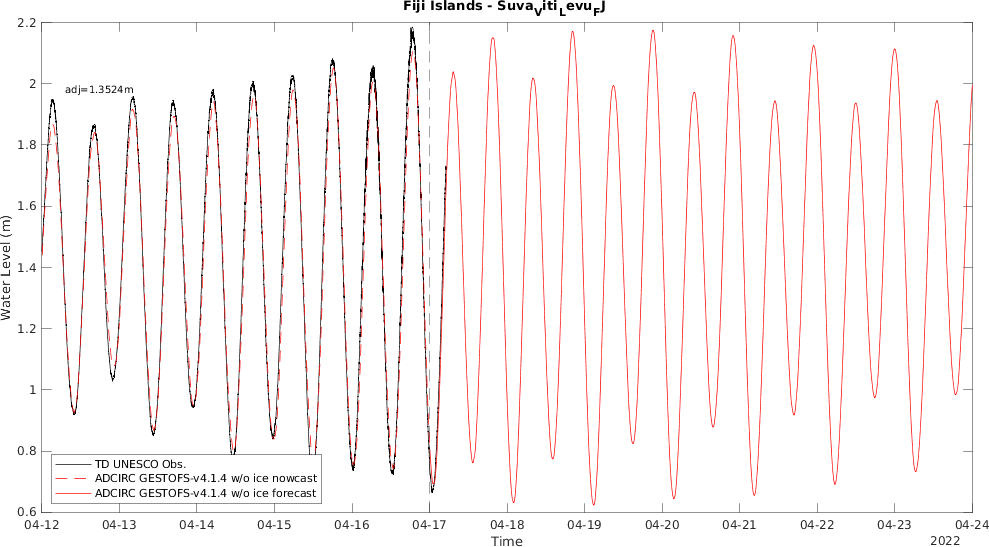 Fiji Islands - SuvaVitiLevuFJ
2.2
2
1.8
1.6
1.4
1.2
1
0.8
0.6
Water Level (m)
adj=1.3524m
TD UNESCO Obs.
ADCIRC GESTOFS-v4.1.4 w/o ice nowcast
ADCIRC GESTOFS-v4.1.4 w/o ice forecast
04-12 04-13 04-14 04-15 04-16 04-17 04-18 04-19 04-20 04-21 04-22 04-23 04-24
Time
2022